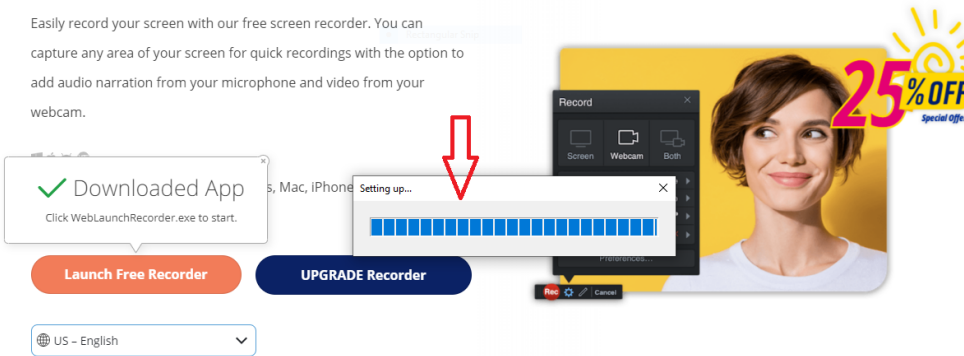 Easily record your screen with our free screen recorder. You can
capture any area of your screen for quick recordings with the option to
add audio narration from your microphone and video from your
webcam.
Downloaded App
Click WebLaunchRecorder.exe to start.
s, Mac, iPhone
Setting up...
Launch Free Recorder
UPGRADE Recorder
US – English
Record
Screen
Webcam
Both
Preferences...
Rec
Cancel
25%OFF
Special Offe